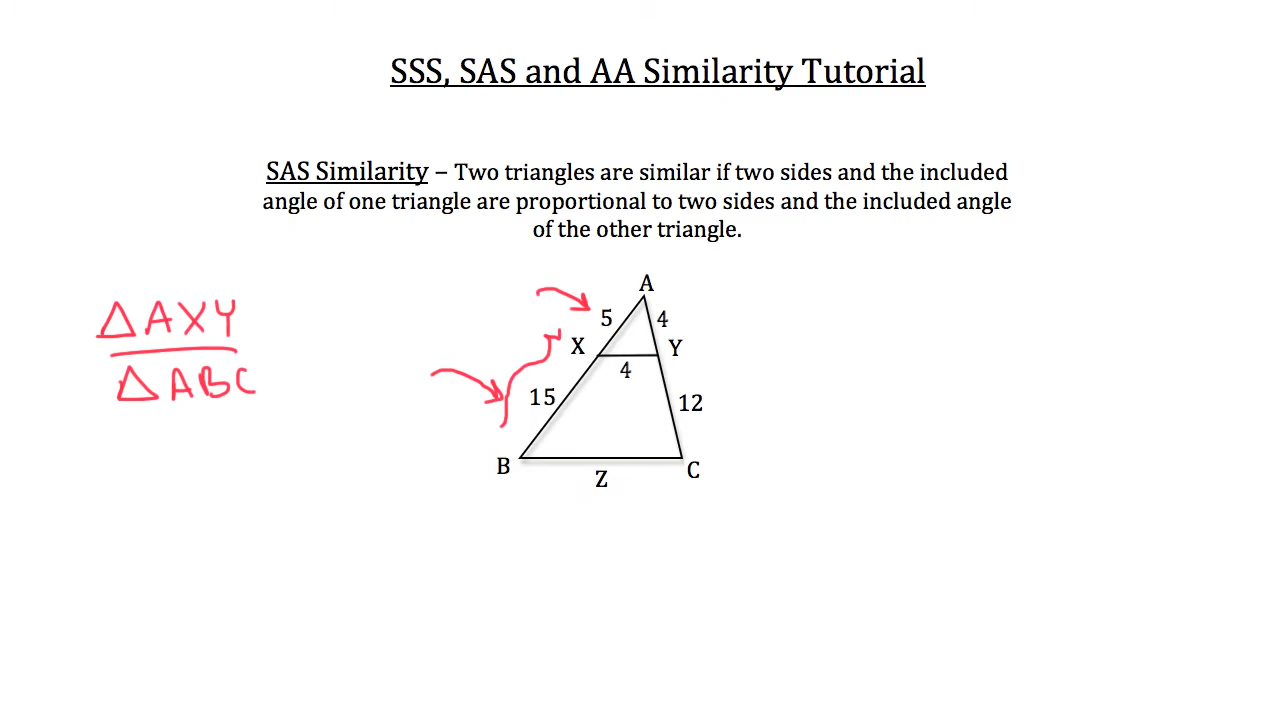 SSS, SAS and AA Similarity Tutorial
SAS Similarity – Two triangles are similar if two sides and the included
angle of one triangle are proportional to two sides and the included angle
of the other triangle.
△AXY
△ABC
A
5
4
X
Y
4
15
12
B
C
Z